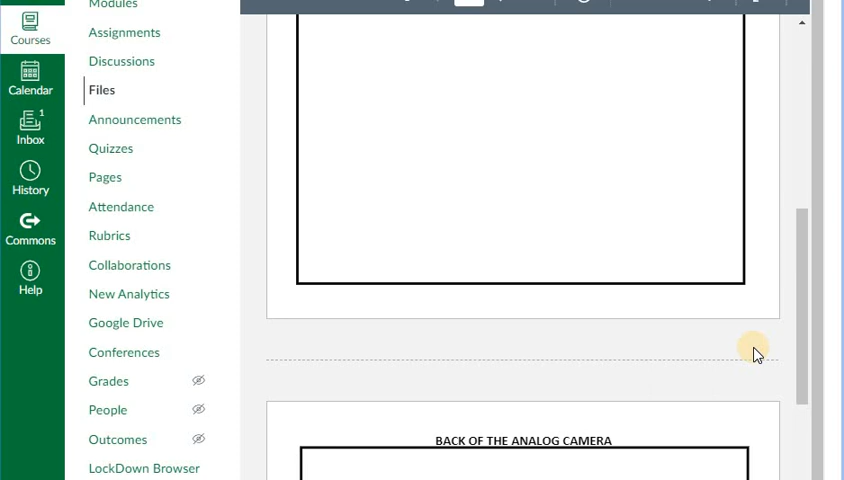 Modules
Courses
Assignments
Discussions
Calendar
Files
1
Inbox
Announcements
Quizzes
History
Pages
Attendance
Commons
Rubrics
Collaborations
Help
New Analytics
Google Drive
Conferences
Grades
People
Outcomes
LockDown Browser
BACK OF THE ANALOG CAMERA